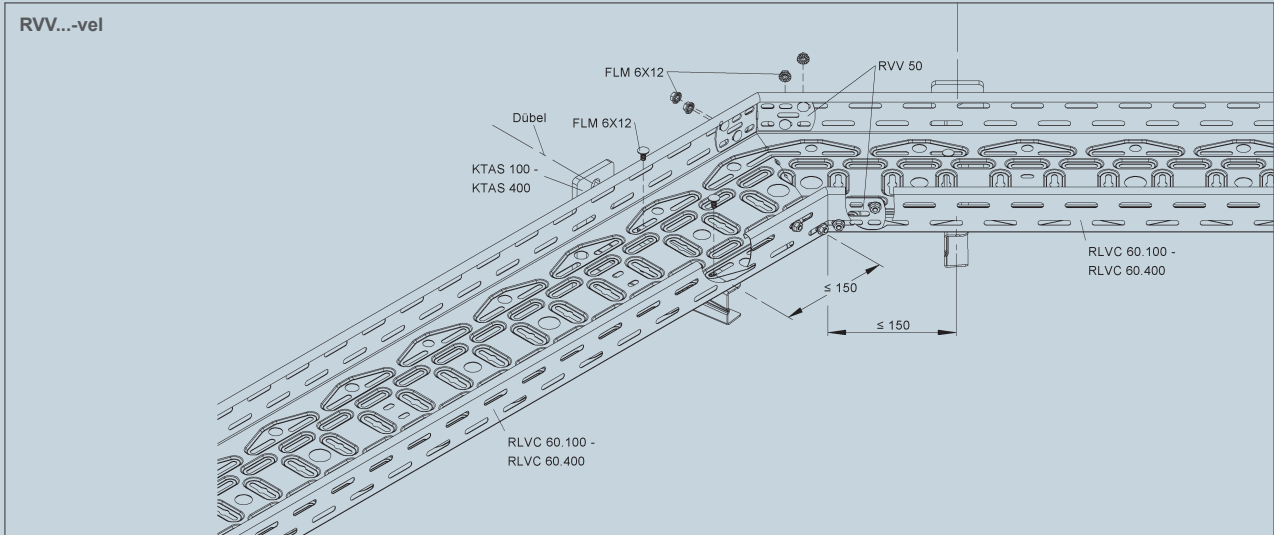 RVV...-vel
FLM 6X12
RVV 50
Dübel
FLM 6X12
KTAS 100 -
KTAS 400
RLVC 60.100 -
RLVC 60.400
≤ 150
≤ 150
RLVC 60.100 -
RLVC 60.400